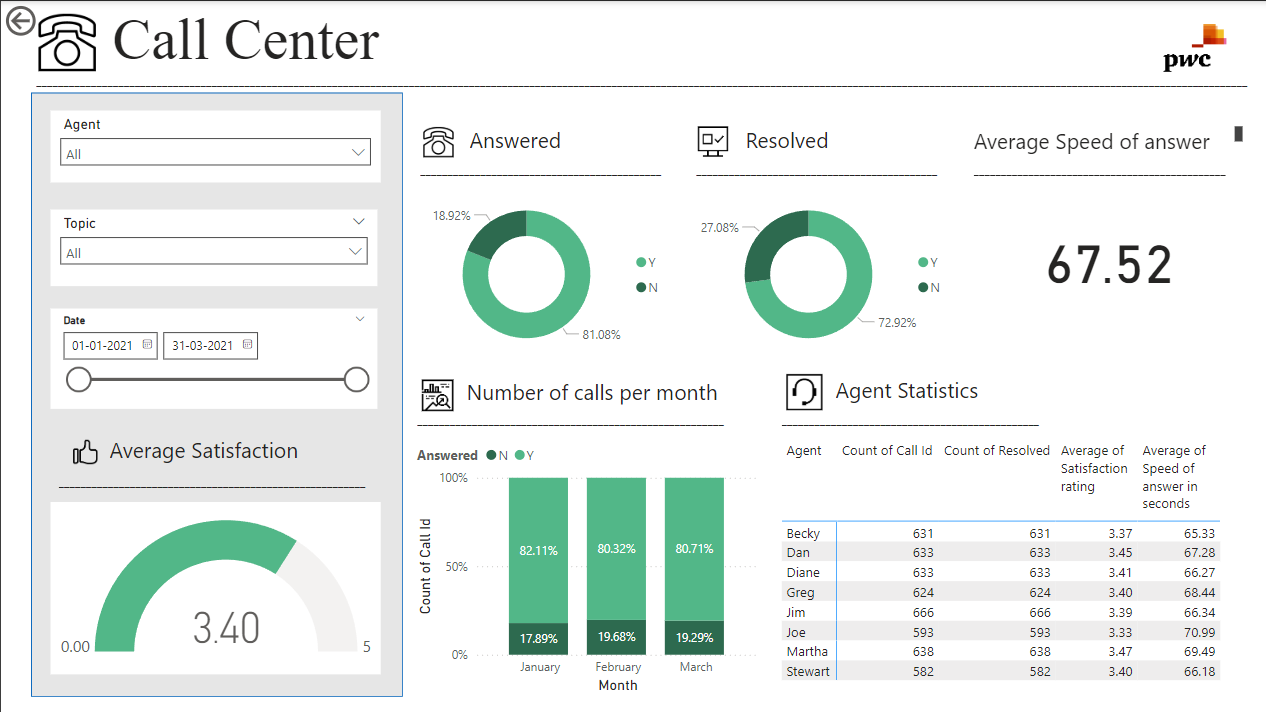 Call Center
pwc
Agent
All
Topic
All
Date
01-01-2021 31-03-2021
Average Satisfaction
0.00 3.40 5
Answered
18.92%
81.08%
Y
N
Resolved
27.08%
72.92%
Y
N
Average Speed of answer
67.52
Number of calls per month
Answered N Y
Count of Call Id
100%
50%
0%
82.11% 80.32% 80.71%
17.89% 19.68% 19.29%
January February March
Month
Agent Statistics
Agent Count of Call Id Count of Resolved Average of Satisfaction rating Average of Speed of answer in seconds
Becky 631 631 3.37 65.33
Dan 633 633 3.45 67.28
Diane 633 633 3.41 66.27
Greg 624 624 3.40 68.44
Jim 666 666 3.39 66.34
Joe 593 593 3.33 70.99
Martha 638 638 3.47 69.49
Stewart 582 582 3.40 66.18